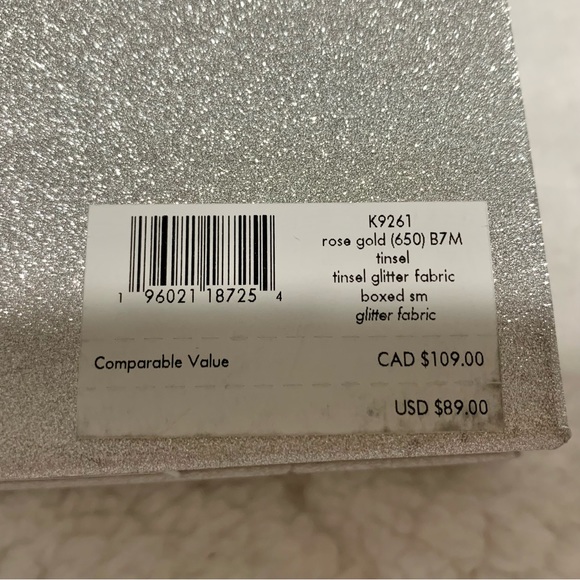 K9261
rose gold (650) B7M
tinsel
tinsel glitter fabric
boxed sm
glitter fabric
1 96021 18725 4
Comparable Value CAD $109.00
USD $89.00